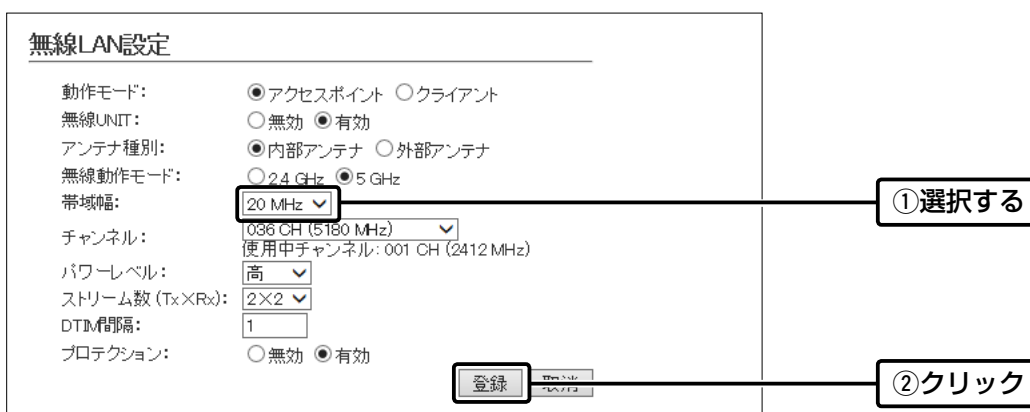 無線LAN設定
動作モード: アクセスポイント クライアント
無線UNIT: 無効 有効
アンテナ種別: 内部アンテナ 外部アンテナ
無線動作モード: 2.4 GHz 5 GHz
帯域幅: 20 MHz
①選択する
チャンネル: 036 CH (5180 MHz)
使用中チャンネル: 001 CH (2412 MHz)
パワーレベル: 高
ストリーム数 (Tx×Rx): 2×2
DTIM間隔: 1
プロテクション: 無効 有効
登録 取消
②クリック